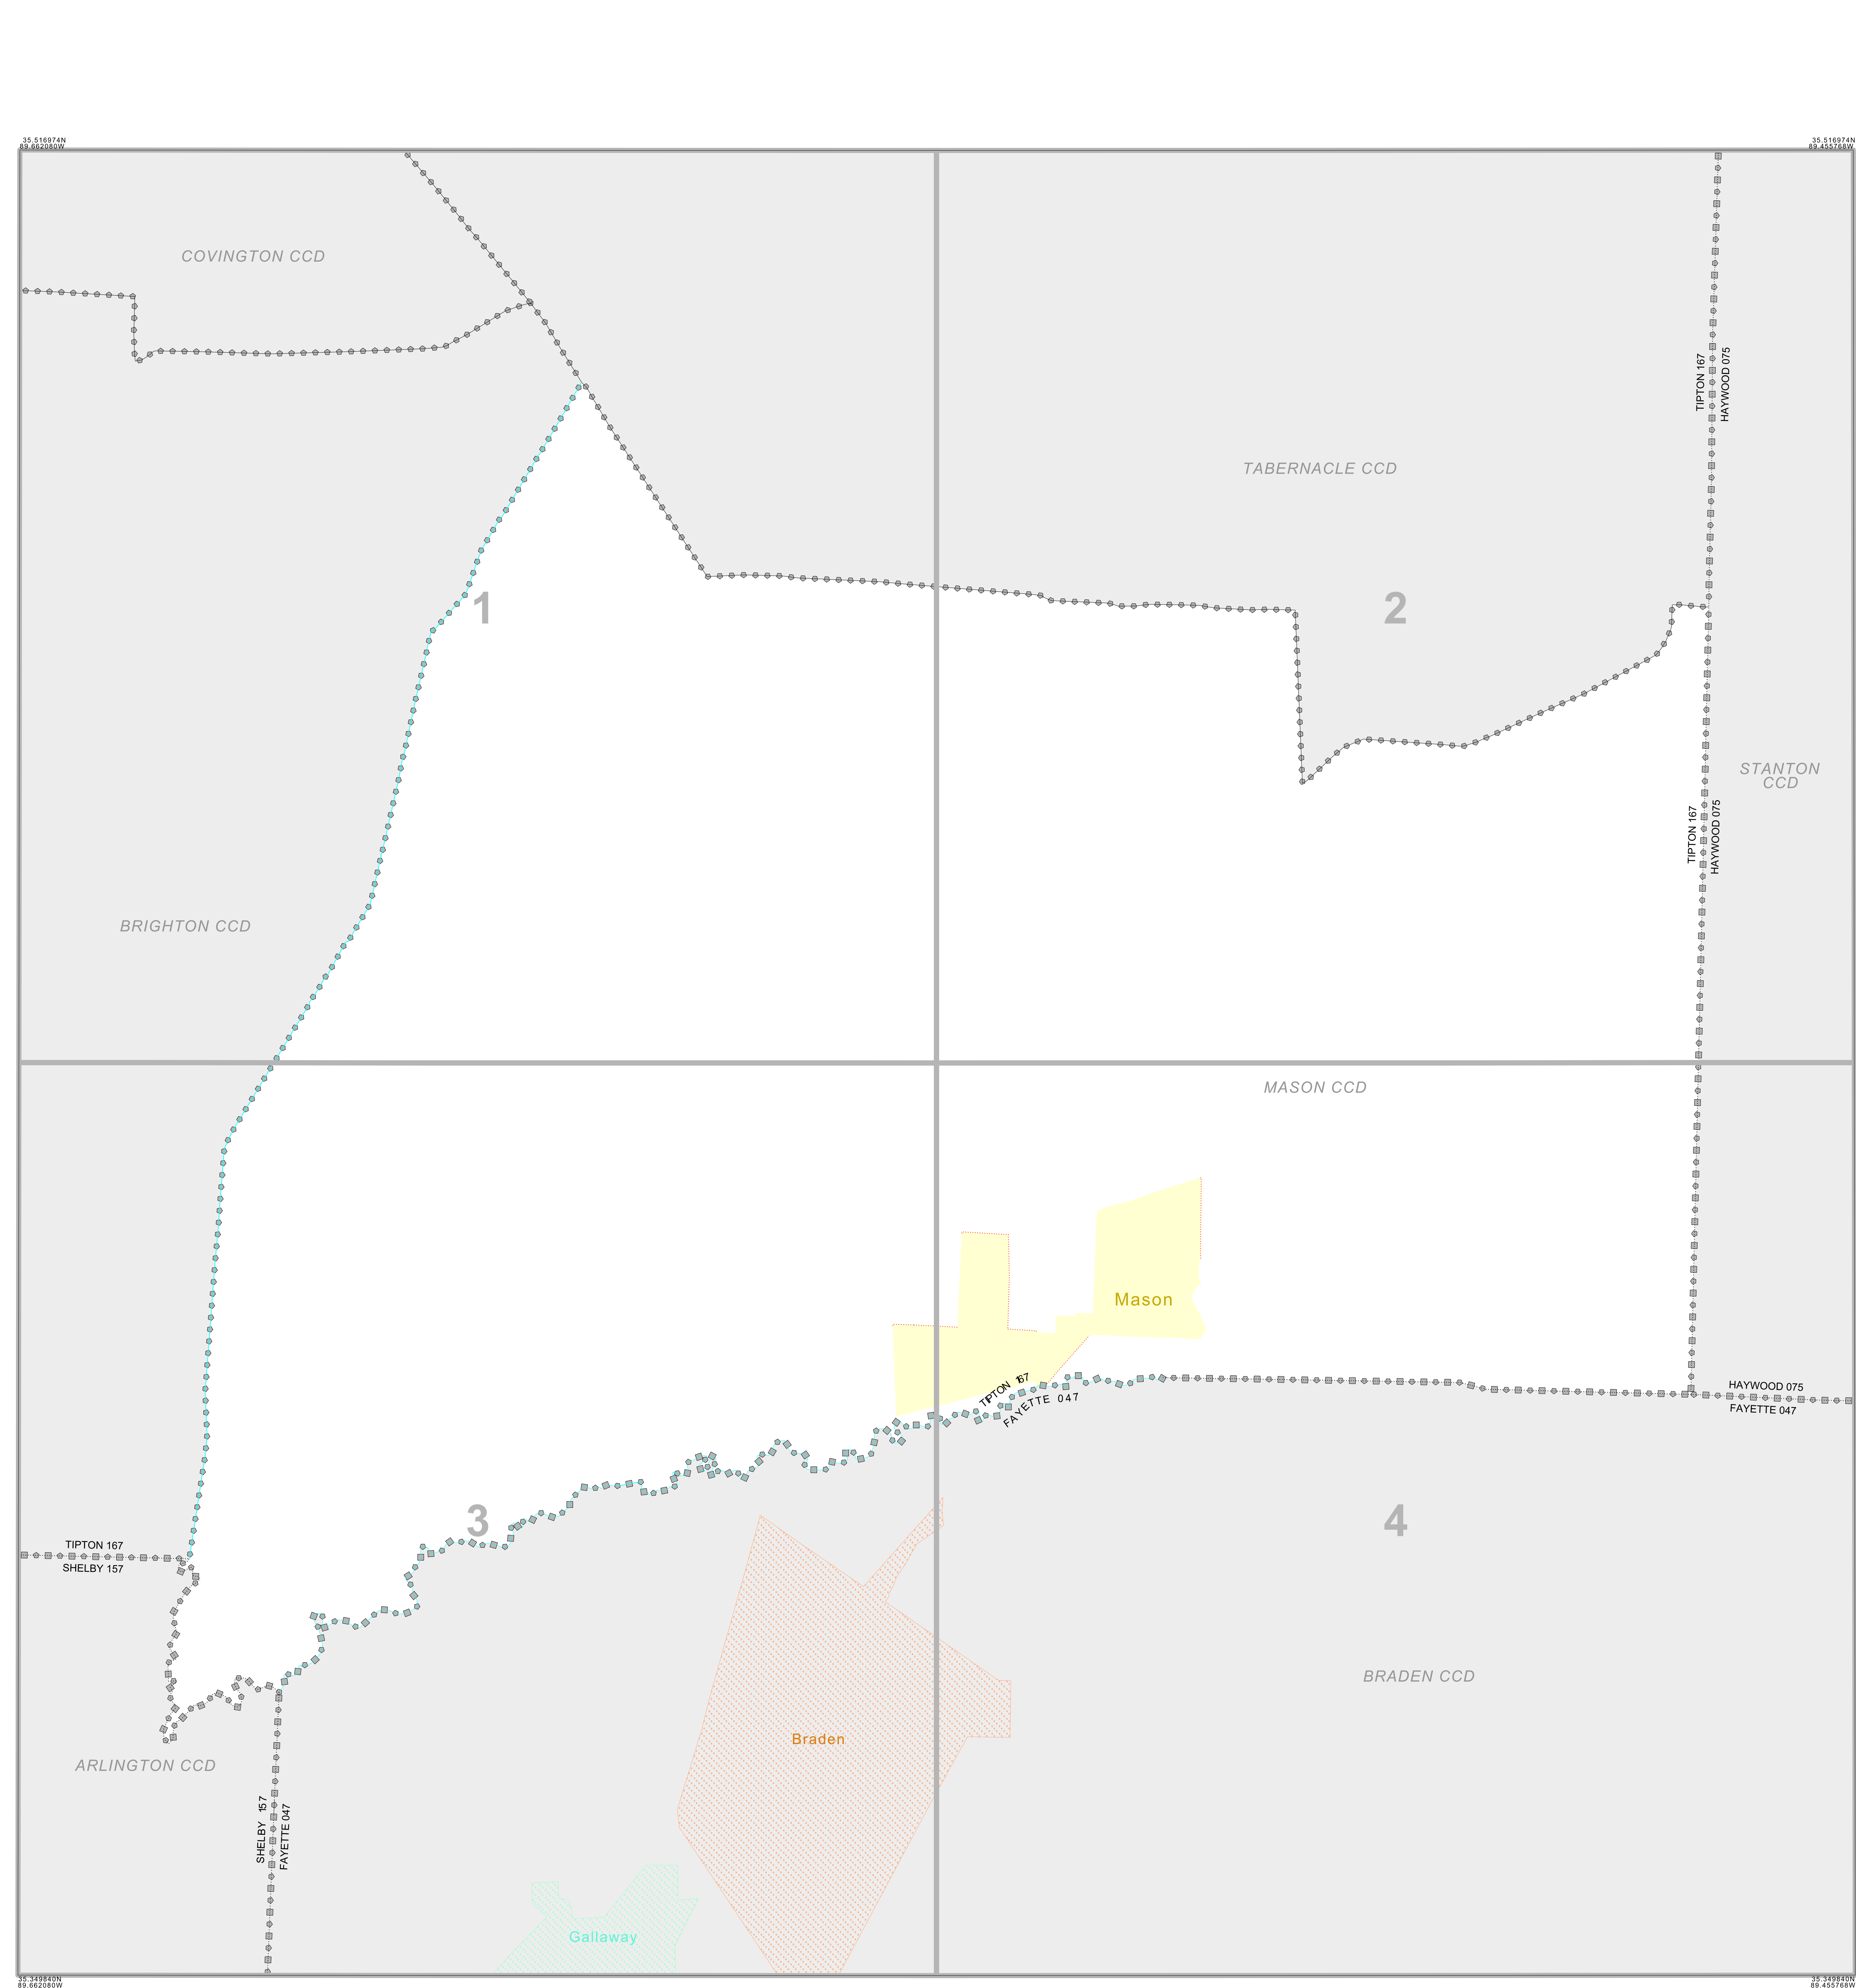 35.516974N
89.662080W
35.516974N
89.455768W
COVINGTON CCD
TIPTON 167
HAYWOOD 075
TABERNACLE CCD
1
2
STANTON
CCD
TIPTON 167
HAYWOOD 075
BRIGHTON CCD
MASON CCD
Mason
TIPTON 167
FAYETTE 047
HAYWOOD 075
FAYETTE 047
3
4
TIPTON 167
SHELBY 157
BRADEN CCD
Braden
ARLINGTON CCD
SHELBY 157
FAYETTE 047
Gallaway
35.349840N
89.662080W
35.349840N
89.455768W